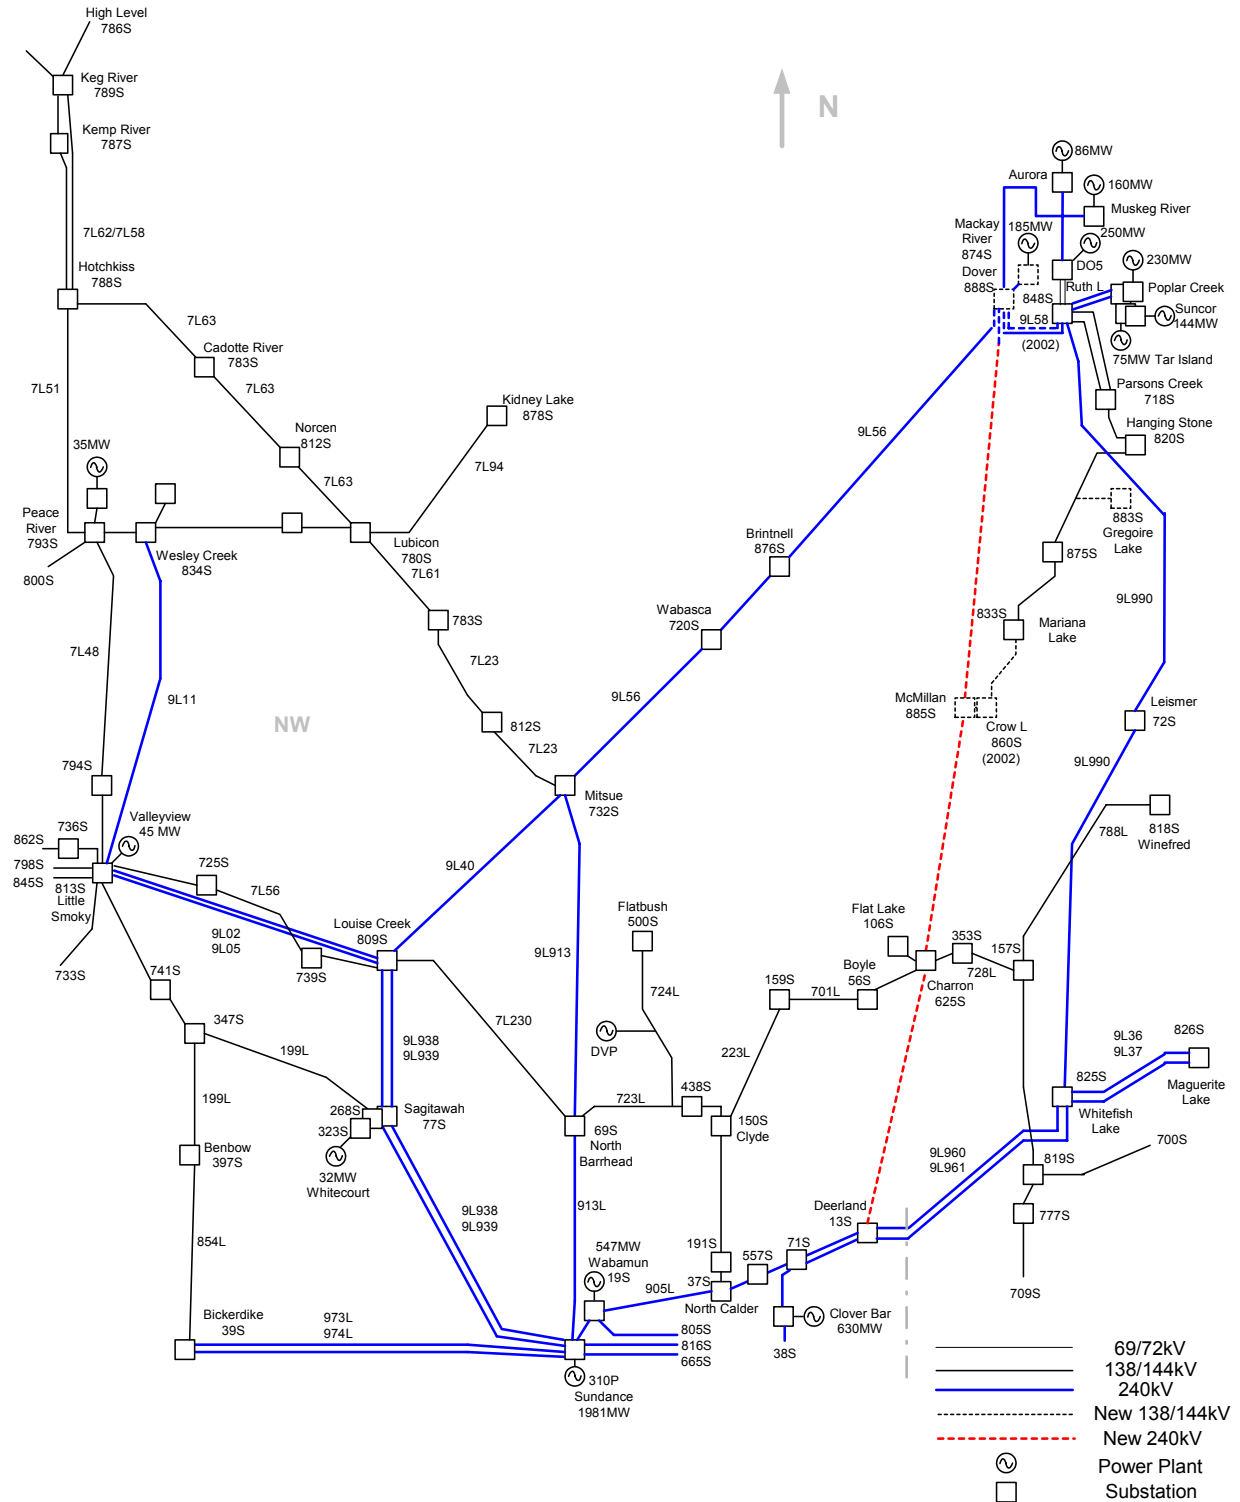 High Level
786S
Keg River
789S
Kemp River
787S
7L62/7L58
Hotchkiss
788S
7L63
Cadotte River
783S
7L63
7L51
Norcen
812S
7L63
Kidney Lake
878S
7L94
35MW
Peace
River
793S
800S
Wesley Creek
834S
Lubicon
780S
7L61
783S
7L23
812S
7L23
Mitsue
732S
7L48
9L11
NW
N
794S
Valleyview
45 MW
736S
862S
798S
845S
813S
Little
Smoky
733S
725S
7L56
9L02
9L05
739S
Louise Creek
809S
9L40
741S
347S
199L
199L
9L938
9L939
7L230
268S
323S
Sagitawah
77S
32MW
Whitecourt
Benbow
397S
854L
9L938
9L939
Bickerdike
39S
973L
974L
310P
Sundance
1981MW
9L913
Flatbush
500S
724L
DVP
723L
438S
69S
North
Barrhead
913L
150S
Clyde
223L
159S
701L
Boyle
56S
Flat Lake
106S
353S
728L
Charron
625S
157S
547MW
Wabamun
19S
905L
191S
37S
North Calder
557S
71S
805S
816S
665S
Clover Bar
630MW
38S
Deerland
13S
9L960
9L961
9L36
9L37
826S
Maguerite
Lake
825S
Whitefish
Lake
700S
819S
777S
709S
788L
818S
Winefred
9L990
Leismer
72S
9L990
86MW
Aurora
160MW
Muskeg River
Mackay
River
874S
185MW
250MW
DO5
Dover
888S
848S
Ruth L
230MW
Poplar Creek
Suncor
144MW
9L58
(2002)
75MW Tar Island
Parsons Creek
718S
Hanging Stone
820S
883S
Gregoire
Lake
875S
833S
Mariana
Lake
McMillan
885S
Crow L
860S
(2002)
9L56
Brintnell
876S
Wabasca
720S
9L56
69/72kV
138/144kV
240kV
New 138/144kV
New 240kV
Power Plant
Substation